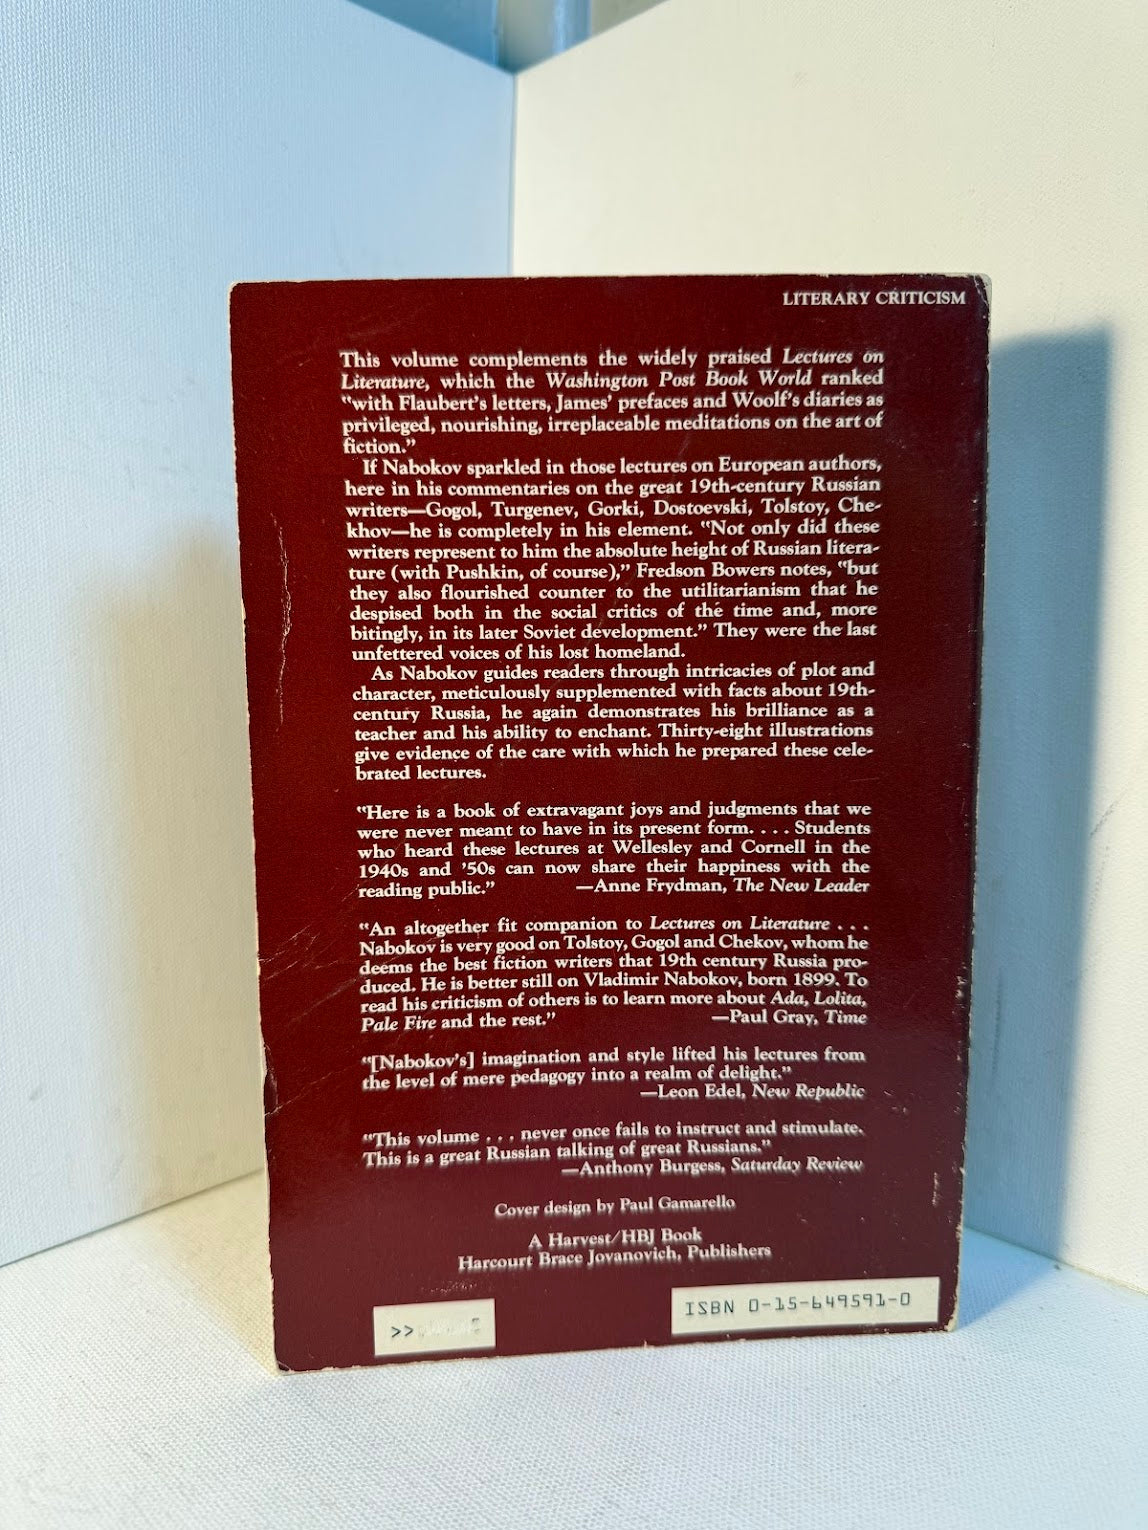 LITERARY CRITICISM
This volume complements the widely praised Lectures on
Literature, which the Washington Post Book World ranked
"with Flaubert's letters, James' prefaces and Woolf's diaries as
privileged, nourishing, irreplaceable meditations on the art of
fiction."
If Nabokov sparkled in those lectures on European authors,
here in his commentaries on the great 19th-century Russian
writers—Gogol, Turgenev, Gorki, Dostoevski, Tolstoy, Che-
khov—he is completely in his element. "Not only did these
writers represent to him the absolute height of Russian litera-
ture (with Pushkin, of course)," Fredson Bowers notes, "but
they also flourished counter to the utilitarianism that he
despised both in the social critics of the time and, more
bitingly, in its later Soviet development." They were the last
unfettered voices of his lost homeland.
As Nabokov guides readers through intricacies of plot and
character, meticulously supplemented with facts about 19th-
century Russia, he again demonstrates his brilliance as a
teacher and his ability to enchant. Thirty-eight illustrations
give evidence of the care with which he prepared these cele-
brated lectures.
"Here is a book of extravagant joys and judgments that we
were never meant to have in its present form. . . . Students
who heard these lectures at Wellesley and Cornell in the
1940s and '50s can now share their happiness with the
reading public." —Anne Frydman, The New Leader
"An altogether fit companion to Lectures on Literature . . .
Nabokov is very good on Tolstoy, Gogol and Chekov, whom he
deems the best fiction writers that 19th century Russia pro-
duced. He is better still on Vladimir Nabokov, born 1899. To
read his criticism of others is to learn more about Ada, Lolita,
Pale Fire and the rest." —Paul Gray, Time
"[Nabokov's] imagination and style lifted his lectures from
the level of mere pedagogy into a realm of delight."
—Leon Edel, New Republic
"This volume . . . never once fails to instruct and stimulate.
This is a great Russian talking of great Russians."
—Anthony Burgess, Saturday Review
Cover design by Paul Gamarello
A Harvest/HBJ Book
Harcourt Brace Jovanovich, Publishers
>>
ISBN 0-15-649591-0